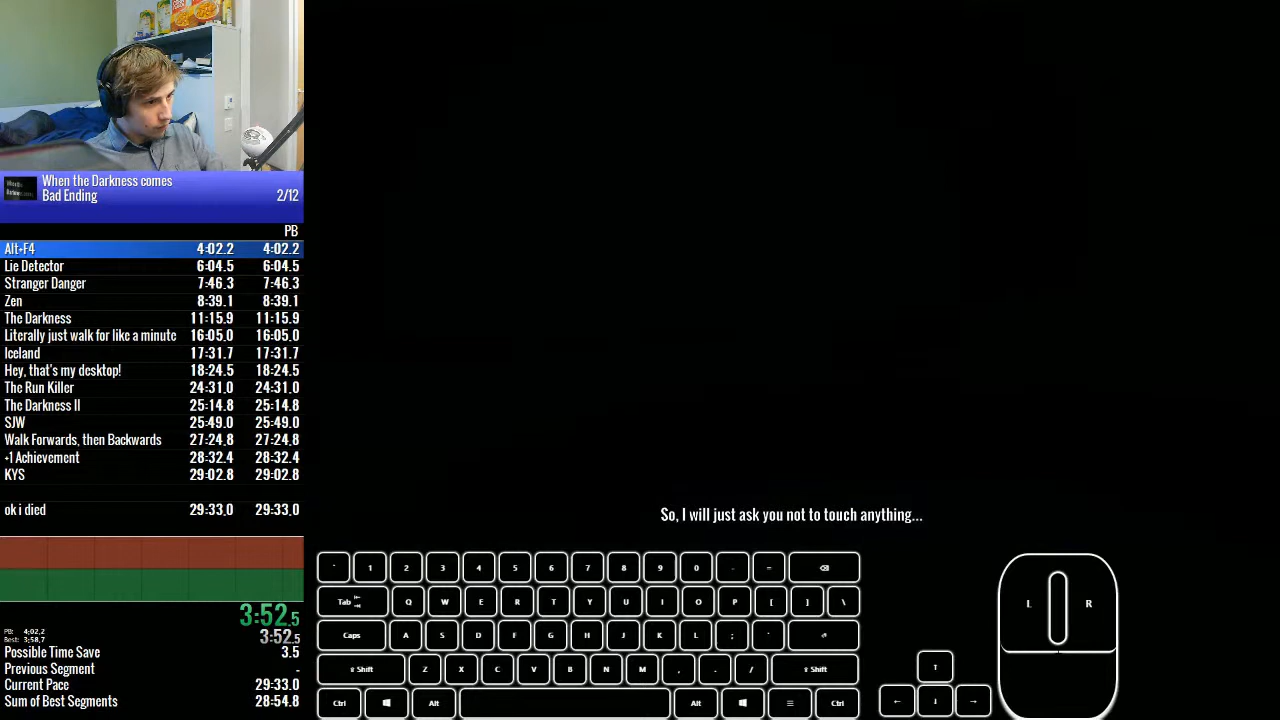 When the Darkness comes
Bad Ending 2/12
PB
Alt+F4 4:02.2 4:02.2
Lie Detector 6:04.5 6:04.5
Stranger Danger 7:46.3 7:46.3
Zen 8:39.1 8:39.1
The Darkness 11:15.9 11:15.9
Literally just walk for like a minute 16:05.0 16:05.0
Iceland 17:31.7 17:31.7
Hey, that's my desktop! 18:24.5 18:24.5
The Run Killer 24:31.0 24:31.0
The Darkness II 25:14.8 25:14.8
SJW 25:49.0 25:49.0
Walk Forwards, then Backwards 27:24.8 27:24.8
+1 Achievement 28:32.4 28:32.4
KYS 29:02.8 29:02.8
ok i died 29:33.0 29:33.0
3:52.5
PB: 4:02.2
Best: 3:58.7
3:52.5
Possible Time Save 3.5
Previous Segment -
Current Pace 29:33.0
Sum of Best Segments 28:54.8
So, I will just ask you not to touch anything...
` 1 2 3 4 5 6 7 8 9 0 - = ⌫
Tab Q W E R T Y U I O P [ ] \
Caps A S D F G H J K L ; '
⇧ Shift Z X C V B N M , . / ⇧ Shift
Ctrl Alt Alt ≡ Ctrl
↑
← ↓ →
L R